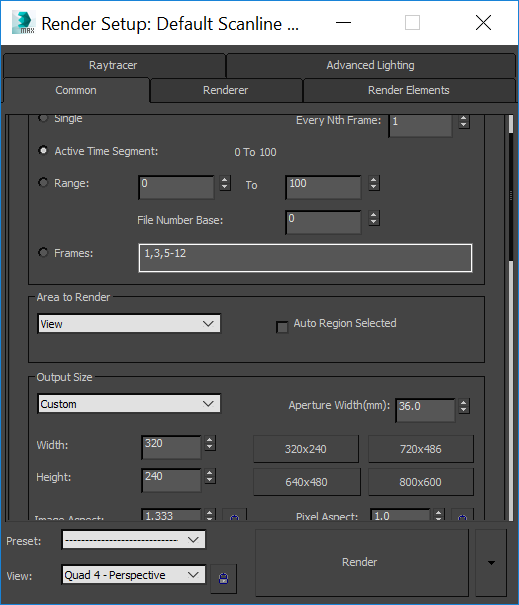 3 MAX Render Setup: Default Scanline ...
Raytracer Advanced Lighting
Common Renderer Render Elements
Single Every Nth Frame: 1
Active Time Segment: 0 To 100
Range: 0 To 100
File Number Base: 0
Frames: 1,3,5-12
Area to Render
View Auto Region Selected
Output Size
Custom Aperture Width(mm): 36.0
Width: 320 320x240 720x486
Height: 240 640x480 800x600
Image Aspect: 1.333 Pixel Aspect: 1.0
Preset: -----------------------------
View: Quad 4 - Perspective Render